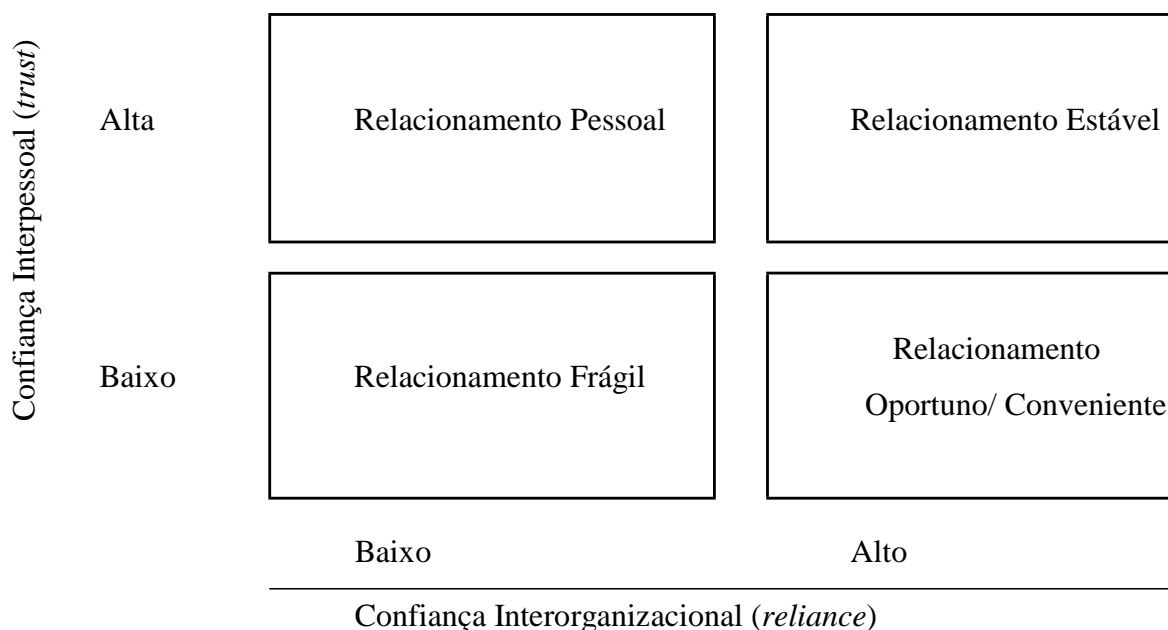 Confiança Interpessoal (trust)
Alta
Relacionamento Pessoal
Relacionamento Estável
Baixo
Relacionamento Frágil
Relacionamento
Oportuno/ Conveniente
Baixo
Alto
Confiança Interorganizacional (reliance)